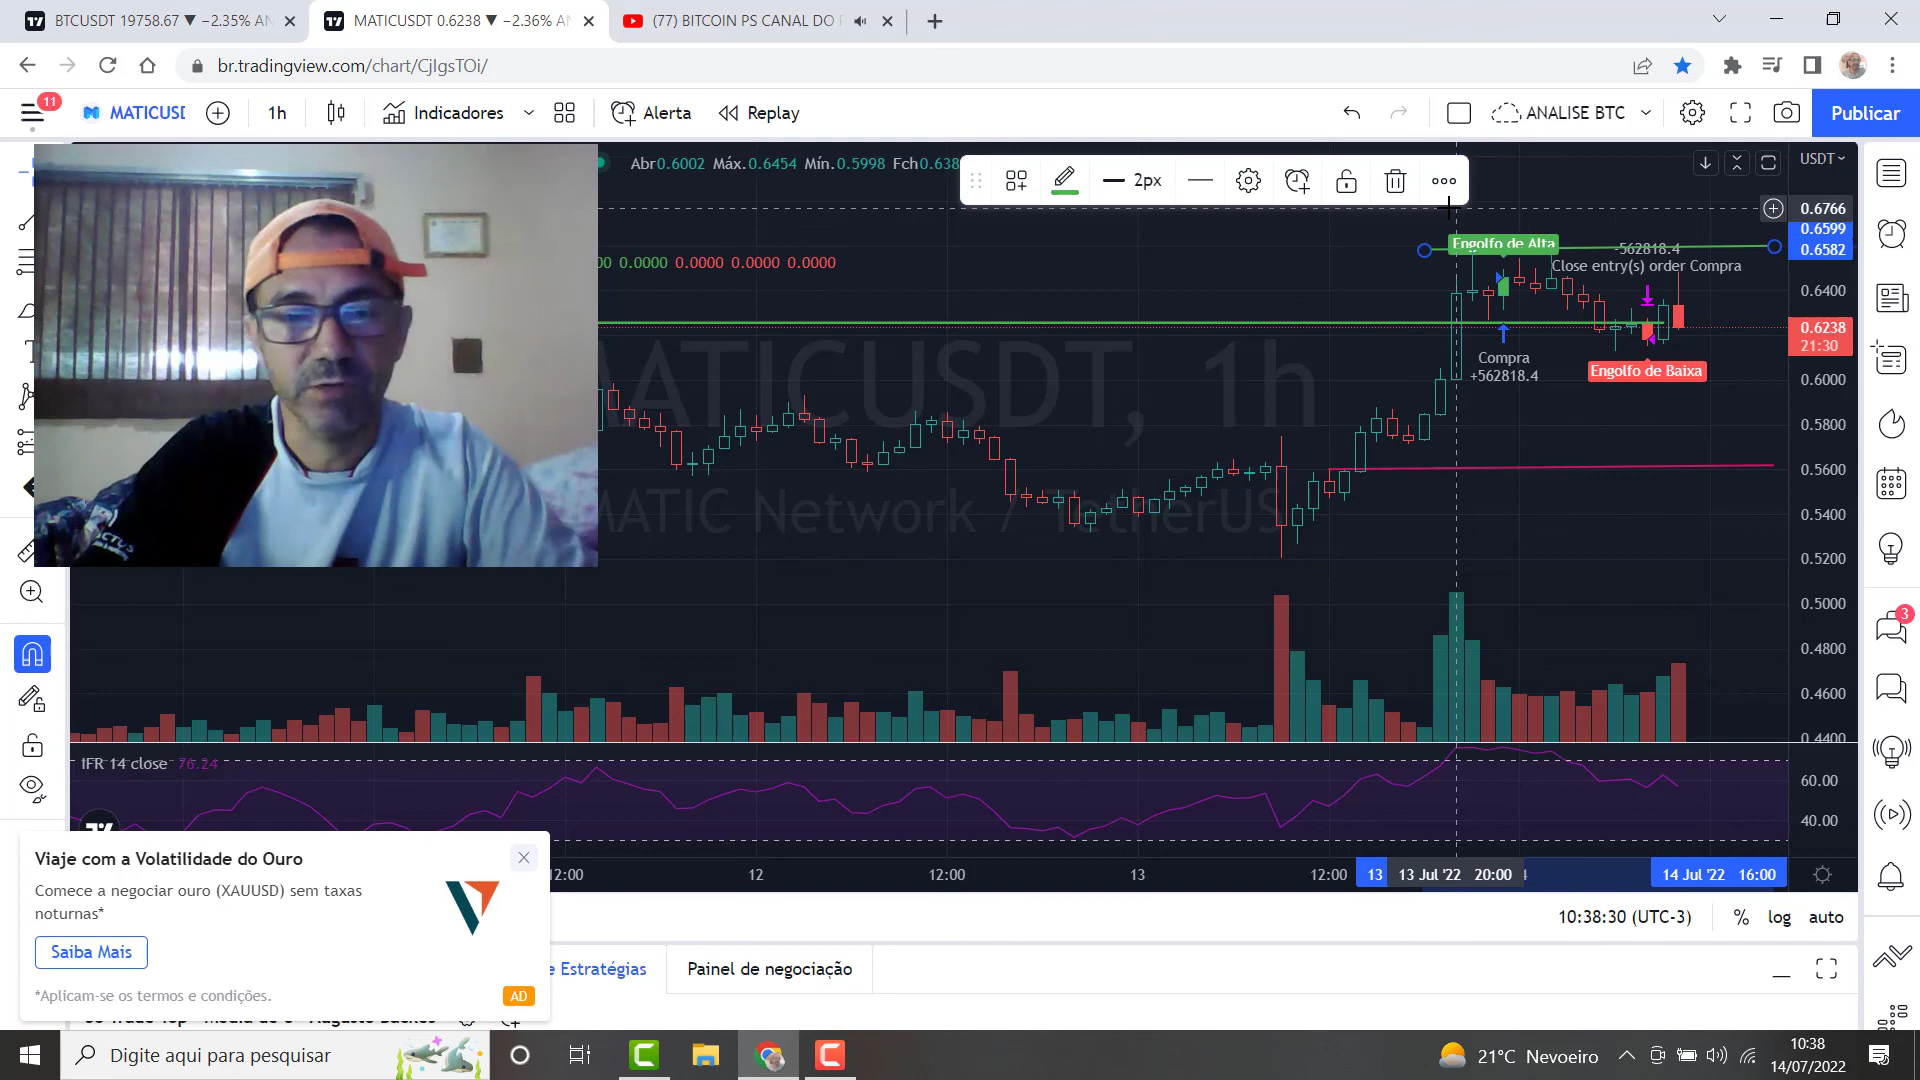 BTCUSDT 19758.67 ▼ −2.35% AN
MATICUSDT 0.6238 ▼ −2.36% AN
(77) BITCOIN PS CANAL DO
br.tradingview.com/chart/CjIgsTOi/
11
MATICUSD
1h
Indicadores
Alerta
Replay
ANALISE BTC
Publicar
Abr0.6002 Máx.0.6454 Mín.0.5998 Fch0.638
2px
USDT
00 0.0000 0.0000 0.0000 0.0000
0.6766
0.6599
0.6582
0.6400
0.6238
21:30
0.6000
0.5800
0.5600
0.5400
0.5200
0.5000
0.4800
0.4600
0.4400
Engolfo de Alta
-562818.4
Close entry(s) order Compra
Compra
+562818.4
Engolfo de Baixa
MATICUSDT, 1h
MATIC Network / TetherUS
3
IFR 14 close 76.24
60.00
40.00
12:00
12
12:00
13
12:00
13
13 Jul '22 20:00
14 Jul '22 16:00
Viaje com a Volatilidade do Ouro
Comece a negociar ouro (XAUUSD) sem taxas
noturnas*
Saiba Mais
*Aplicam-se os termos e condições.
AD
10:38:30 (UTC-3)
%
log
auto
e Estratégias
Painel de negociação
Digite aqui para pesquisar
21°C Nevoeiro
10:38
14/07/2022